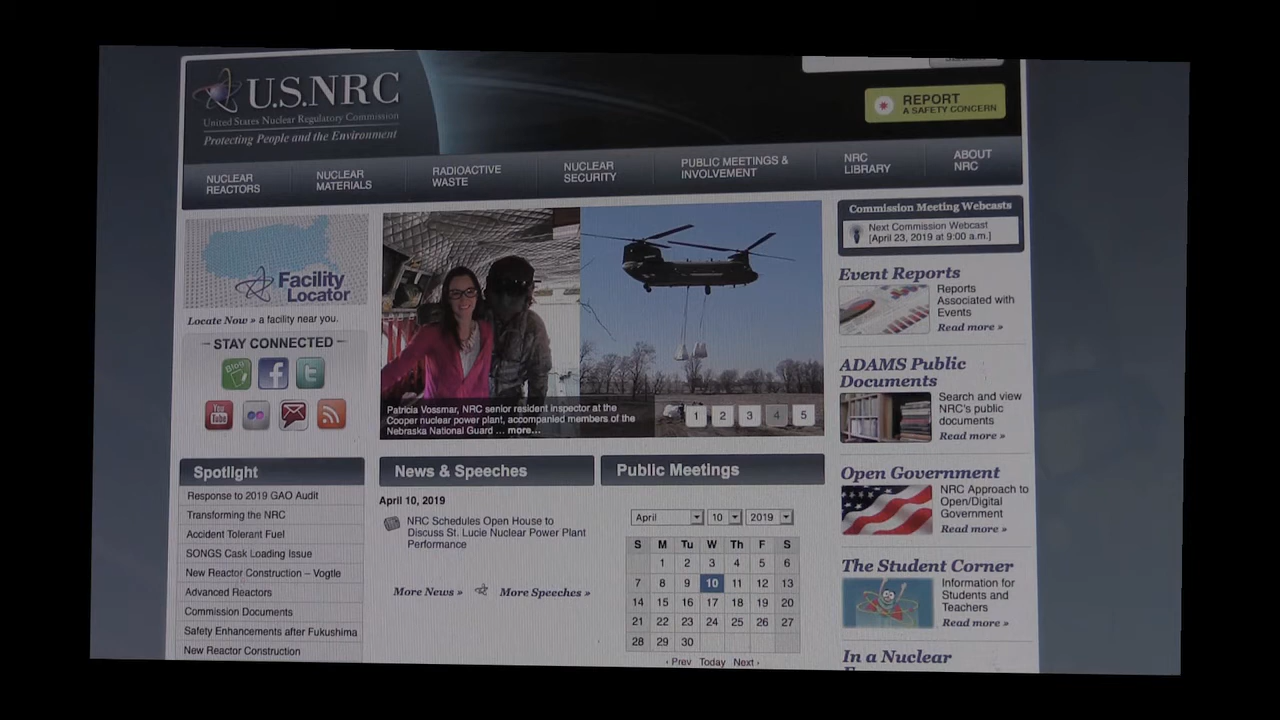 U.S.NRC
United States Nuclear Regulatory Commission
Protecting People and the Environment
REPORT
A SAFETY CONCERN
NUCLEAR
REACTORS
NUCLEAR
MATERIALS
RADIOACTIVE
WASTE
NUCLEAR
SECURITY
PUBLIC MEETINGS &
INVOLVEMENT
NRC
LIBRARY
ABOUT
NRC
Facility
Locator
Locate Now » a facility near you.
STAY CONNECTED
Blog
You
Tube
Patricia Vossmar, NRC senior resident inspector at the
Cooper nuclear power plant, accompanied members of the
Nebraska National Guard ... more...
1 2 3 4 5
Commission Meeting Webcasts
Next Commission Webcast
[April 23, 2019 at 9:00 a.m.]
Event Reports
Reports
Associated with
Events
Read more »
ADAMS Public
Documents
Search and view
NRC's public
documents
Read more »
Open Government
NRC Approach to
Open/Digital
Government
Read more »
The Student Corner
Information for
Students and
Teachers
Read more »
In a Nuclear
Spotlight
Response to 2019 GAO Audit
Transforming the NRC
Accident Tolerant Fuel
SONGS Cask Loading Issue
New Reactor Construction – Vogtle
Advanced Reactors
Commission Documents
Safety Enhancements after Fukushima
New Reactor Construction
News & Speeches
April 10, 2019
NRC Schedules Open House to
Discuss St. Lucie Nuclear Power Plant
Performance
More News » More Speeches »
Public Meetings
April 10 2019
S M Tu W Th F S
1 2 3 4 5 6
7 8 9 10 11 12 13
14 15 16 17 18 19 20
21 22 23 24 25 26 27
28 29 30
‹ Prev Today Next ›